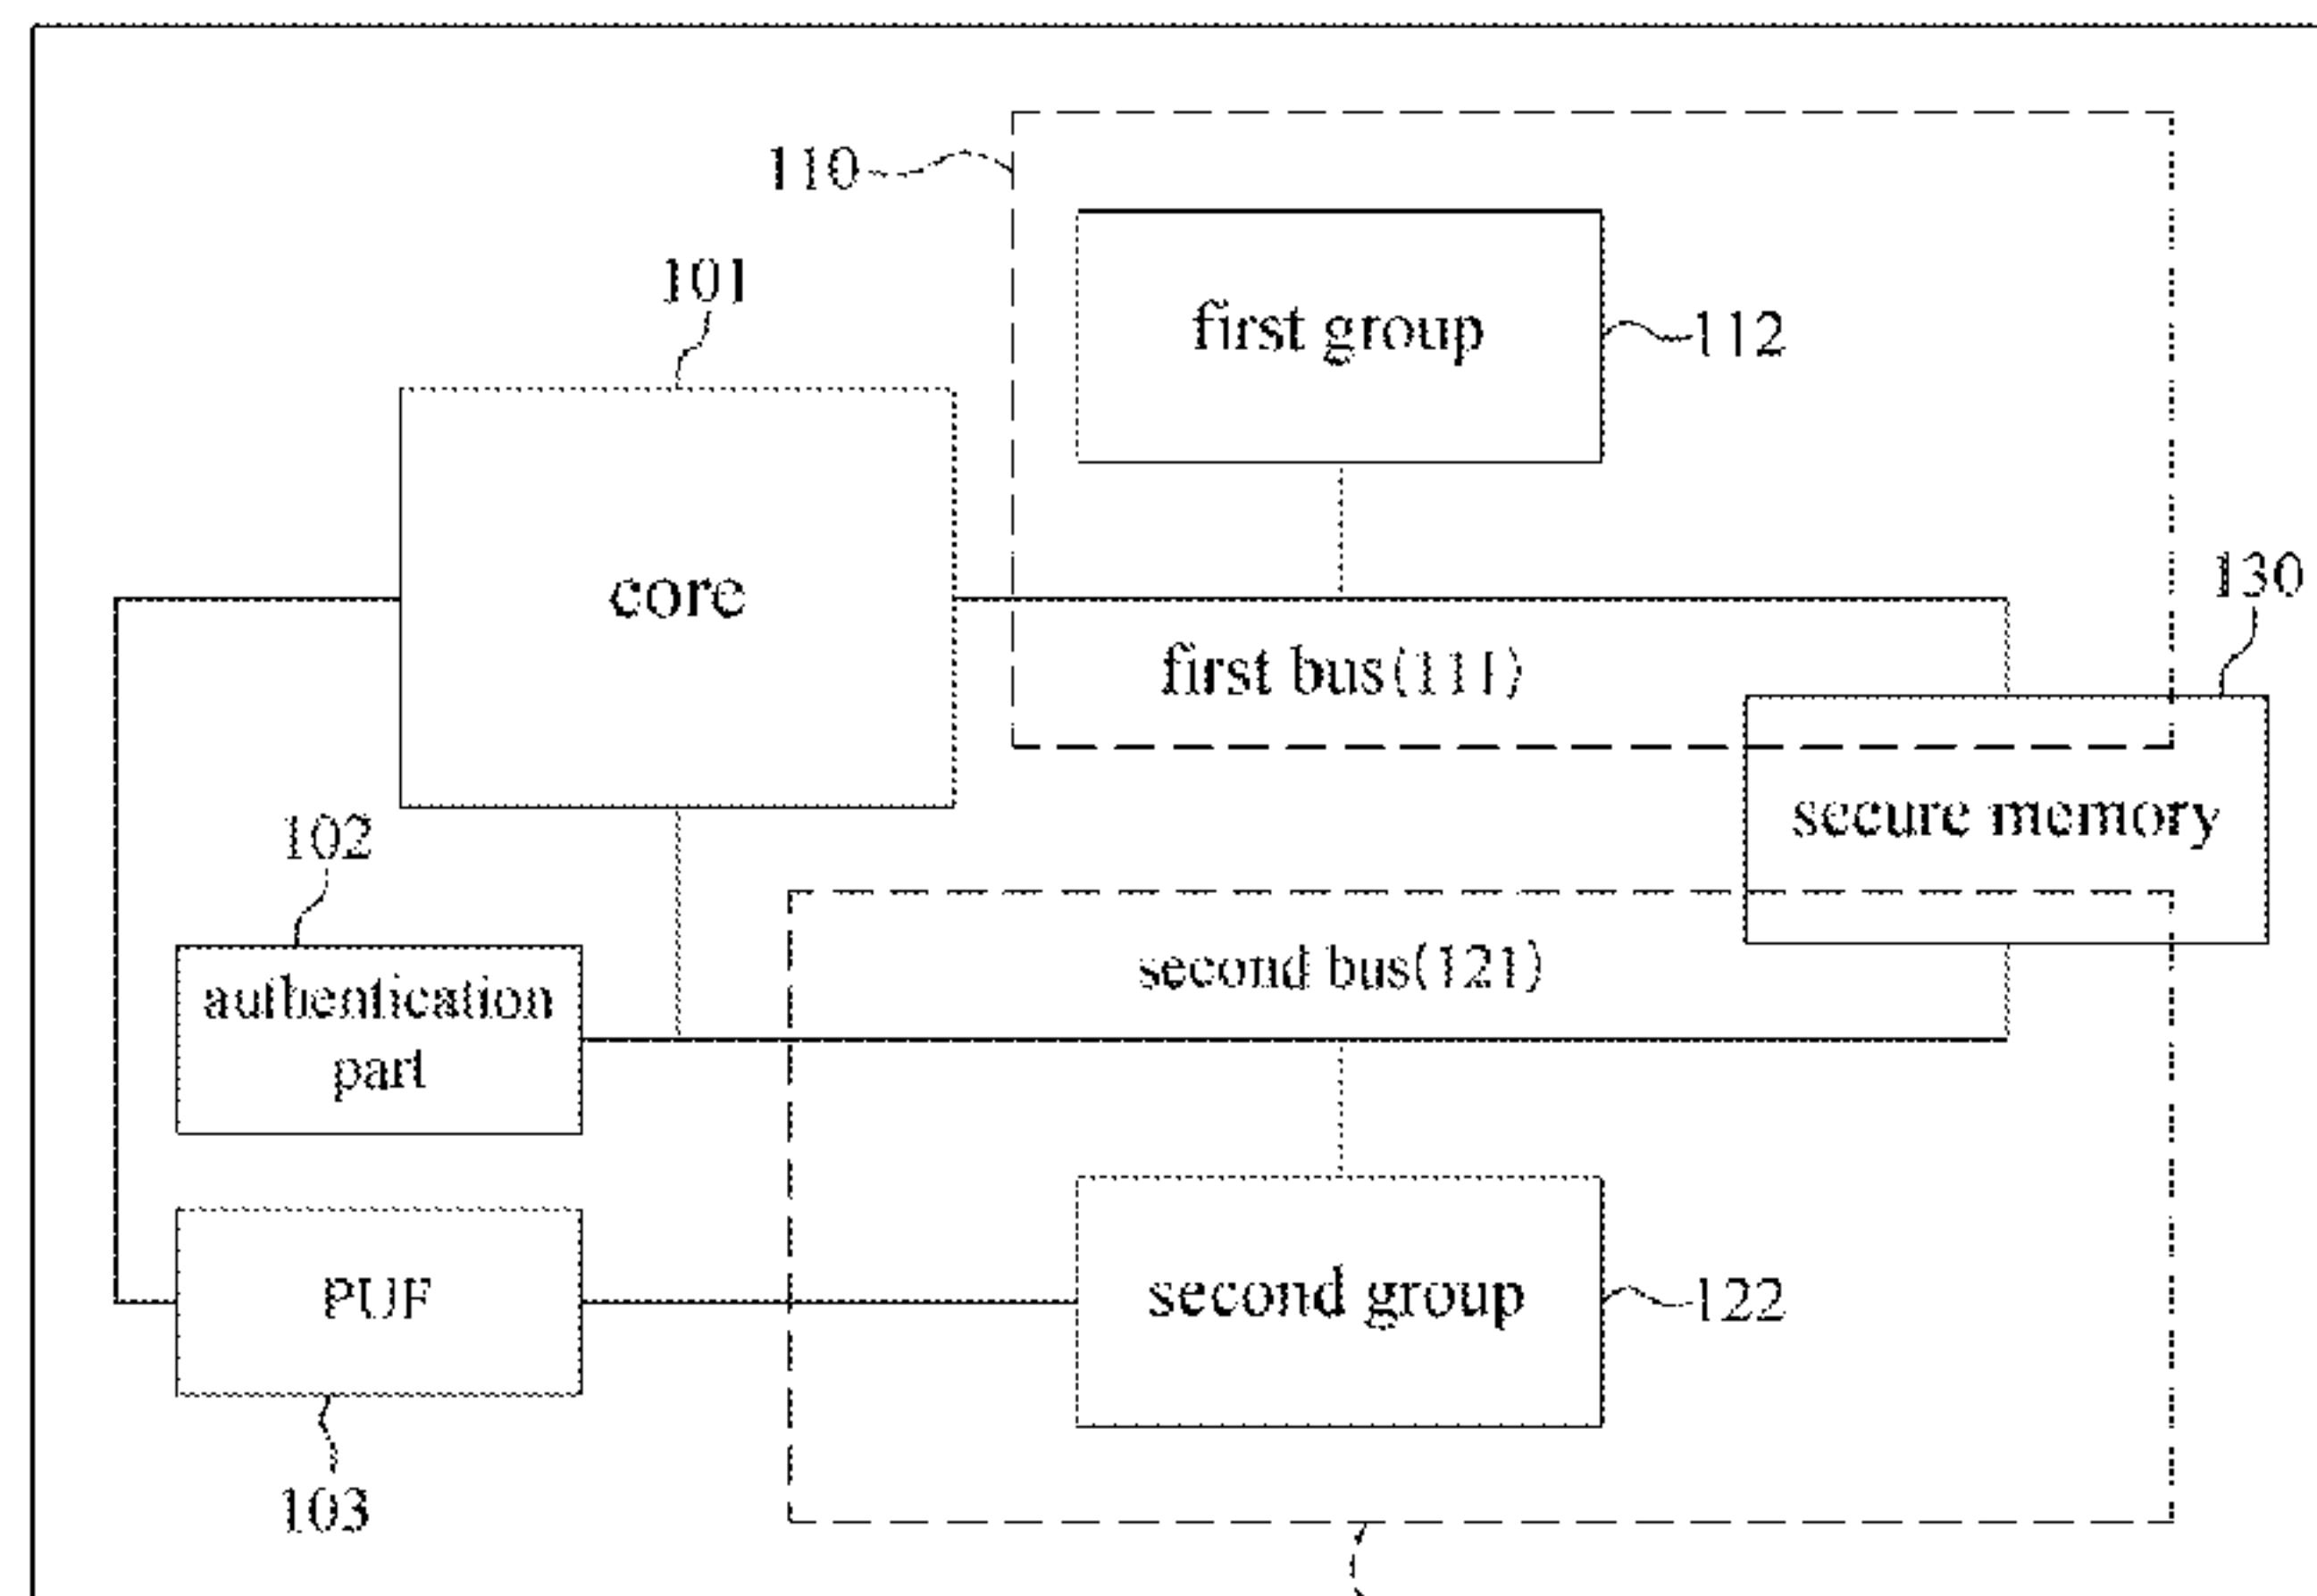 110
first group
112
101
core
130
first bus(111)
secure memory
102
second bus(121)
authentication
part
PUF
second group
122
103